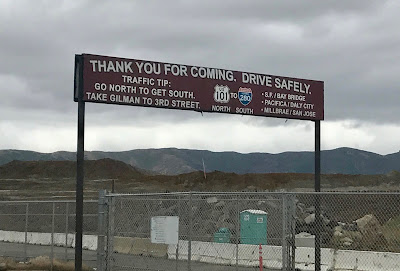 THANK YOU FOR COMING. DRIVE SAFELY.
TRAFFIC TIP:
GO NORTH TO GET SOUTH.
TAKE GILMAN TO 3RD STREET.
101 TO 280
NORTH SOUTH
• S.F. / BAY BRIDGE
• PACIFICA / DALY CITY
• MILLBRAE / SAN JOSE